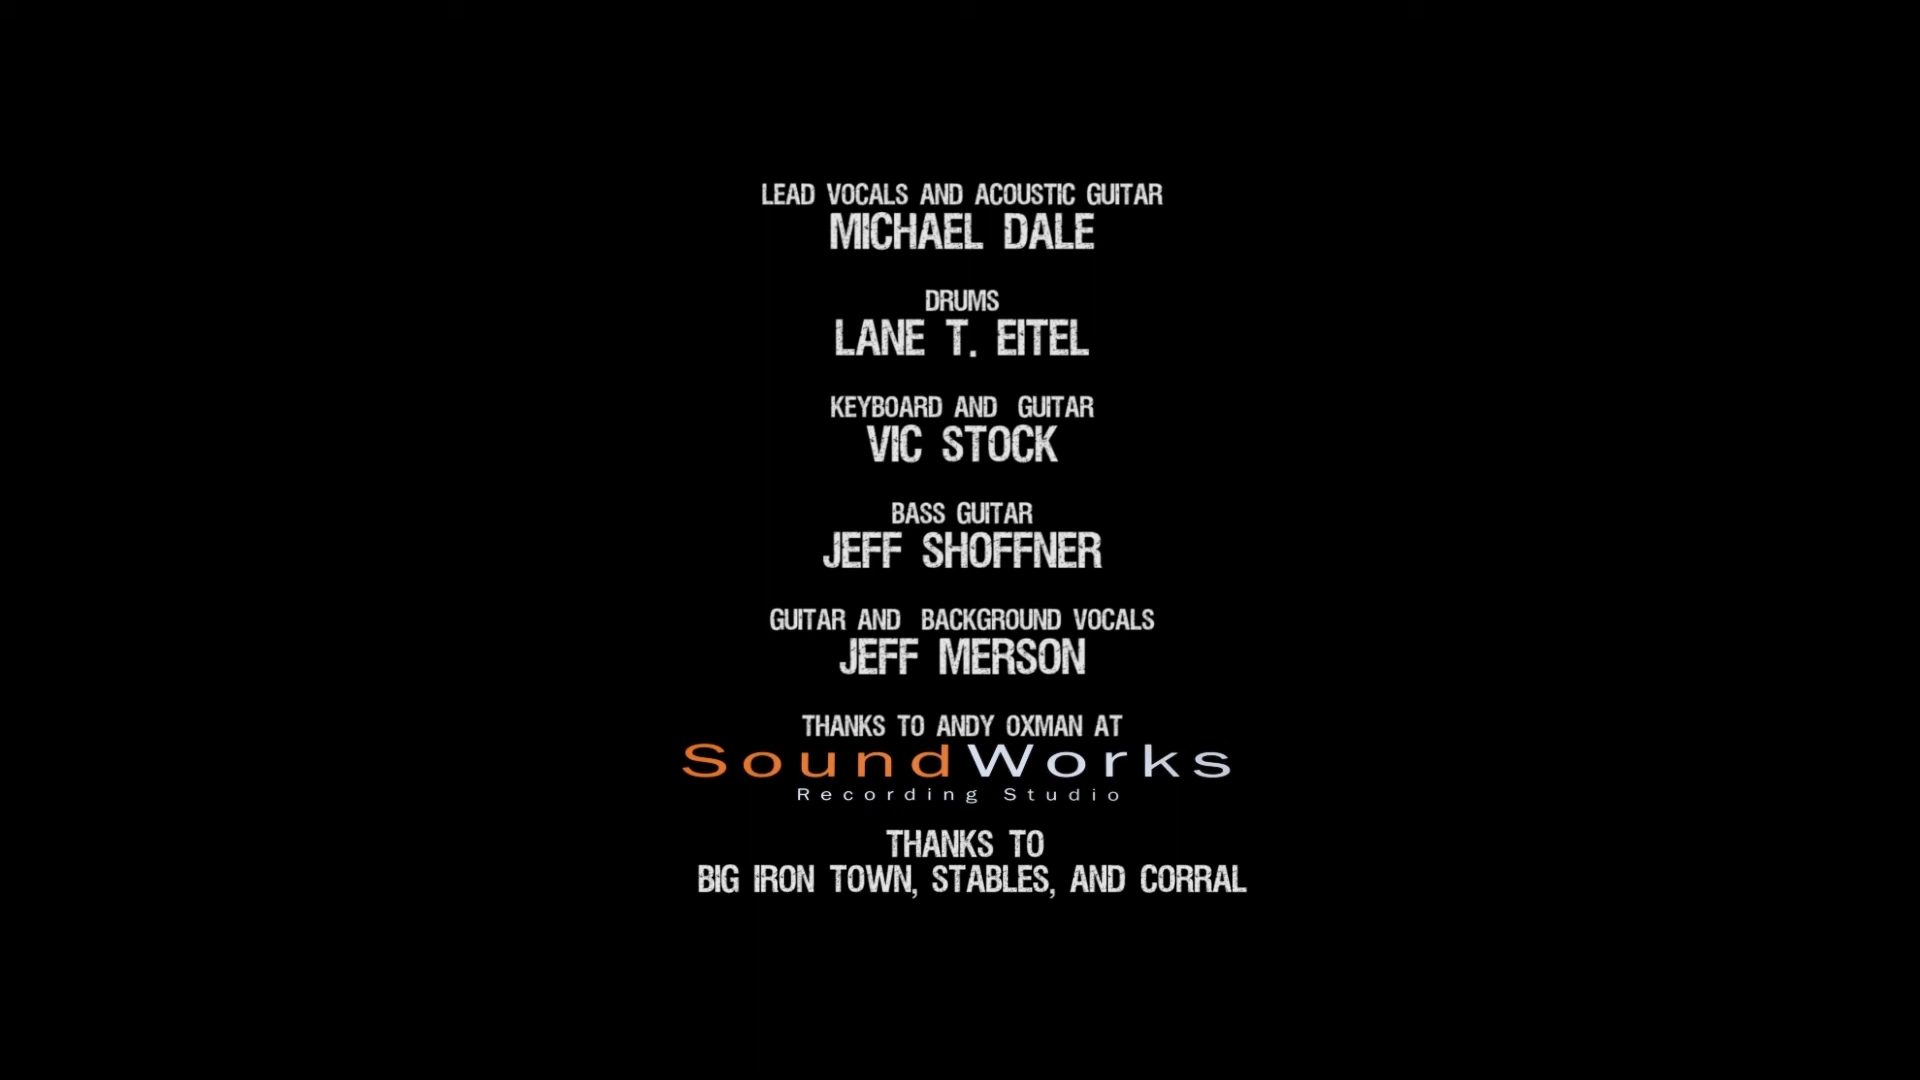 LEAD VOCALS AND ACOUSTIC GUITAR
MICHAEL DALE
DRUMS
LANE T. EITEL
KEYBOARD AND GUITAR
VIC STOCK
BASS GUITAR
JEFF SHOFFNER
GUITAR AND BACKGROUND VOCALS
JEFF MERSON
THANKS TO ANDY OXMAN AT
SoundWorks
Recording Studio
THANKS TO
BIG IRON TOWN, STABLES, AND CORRAL